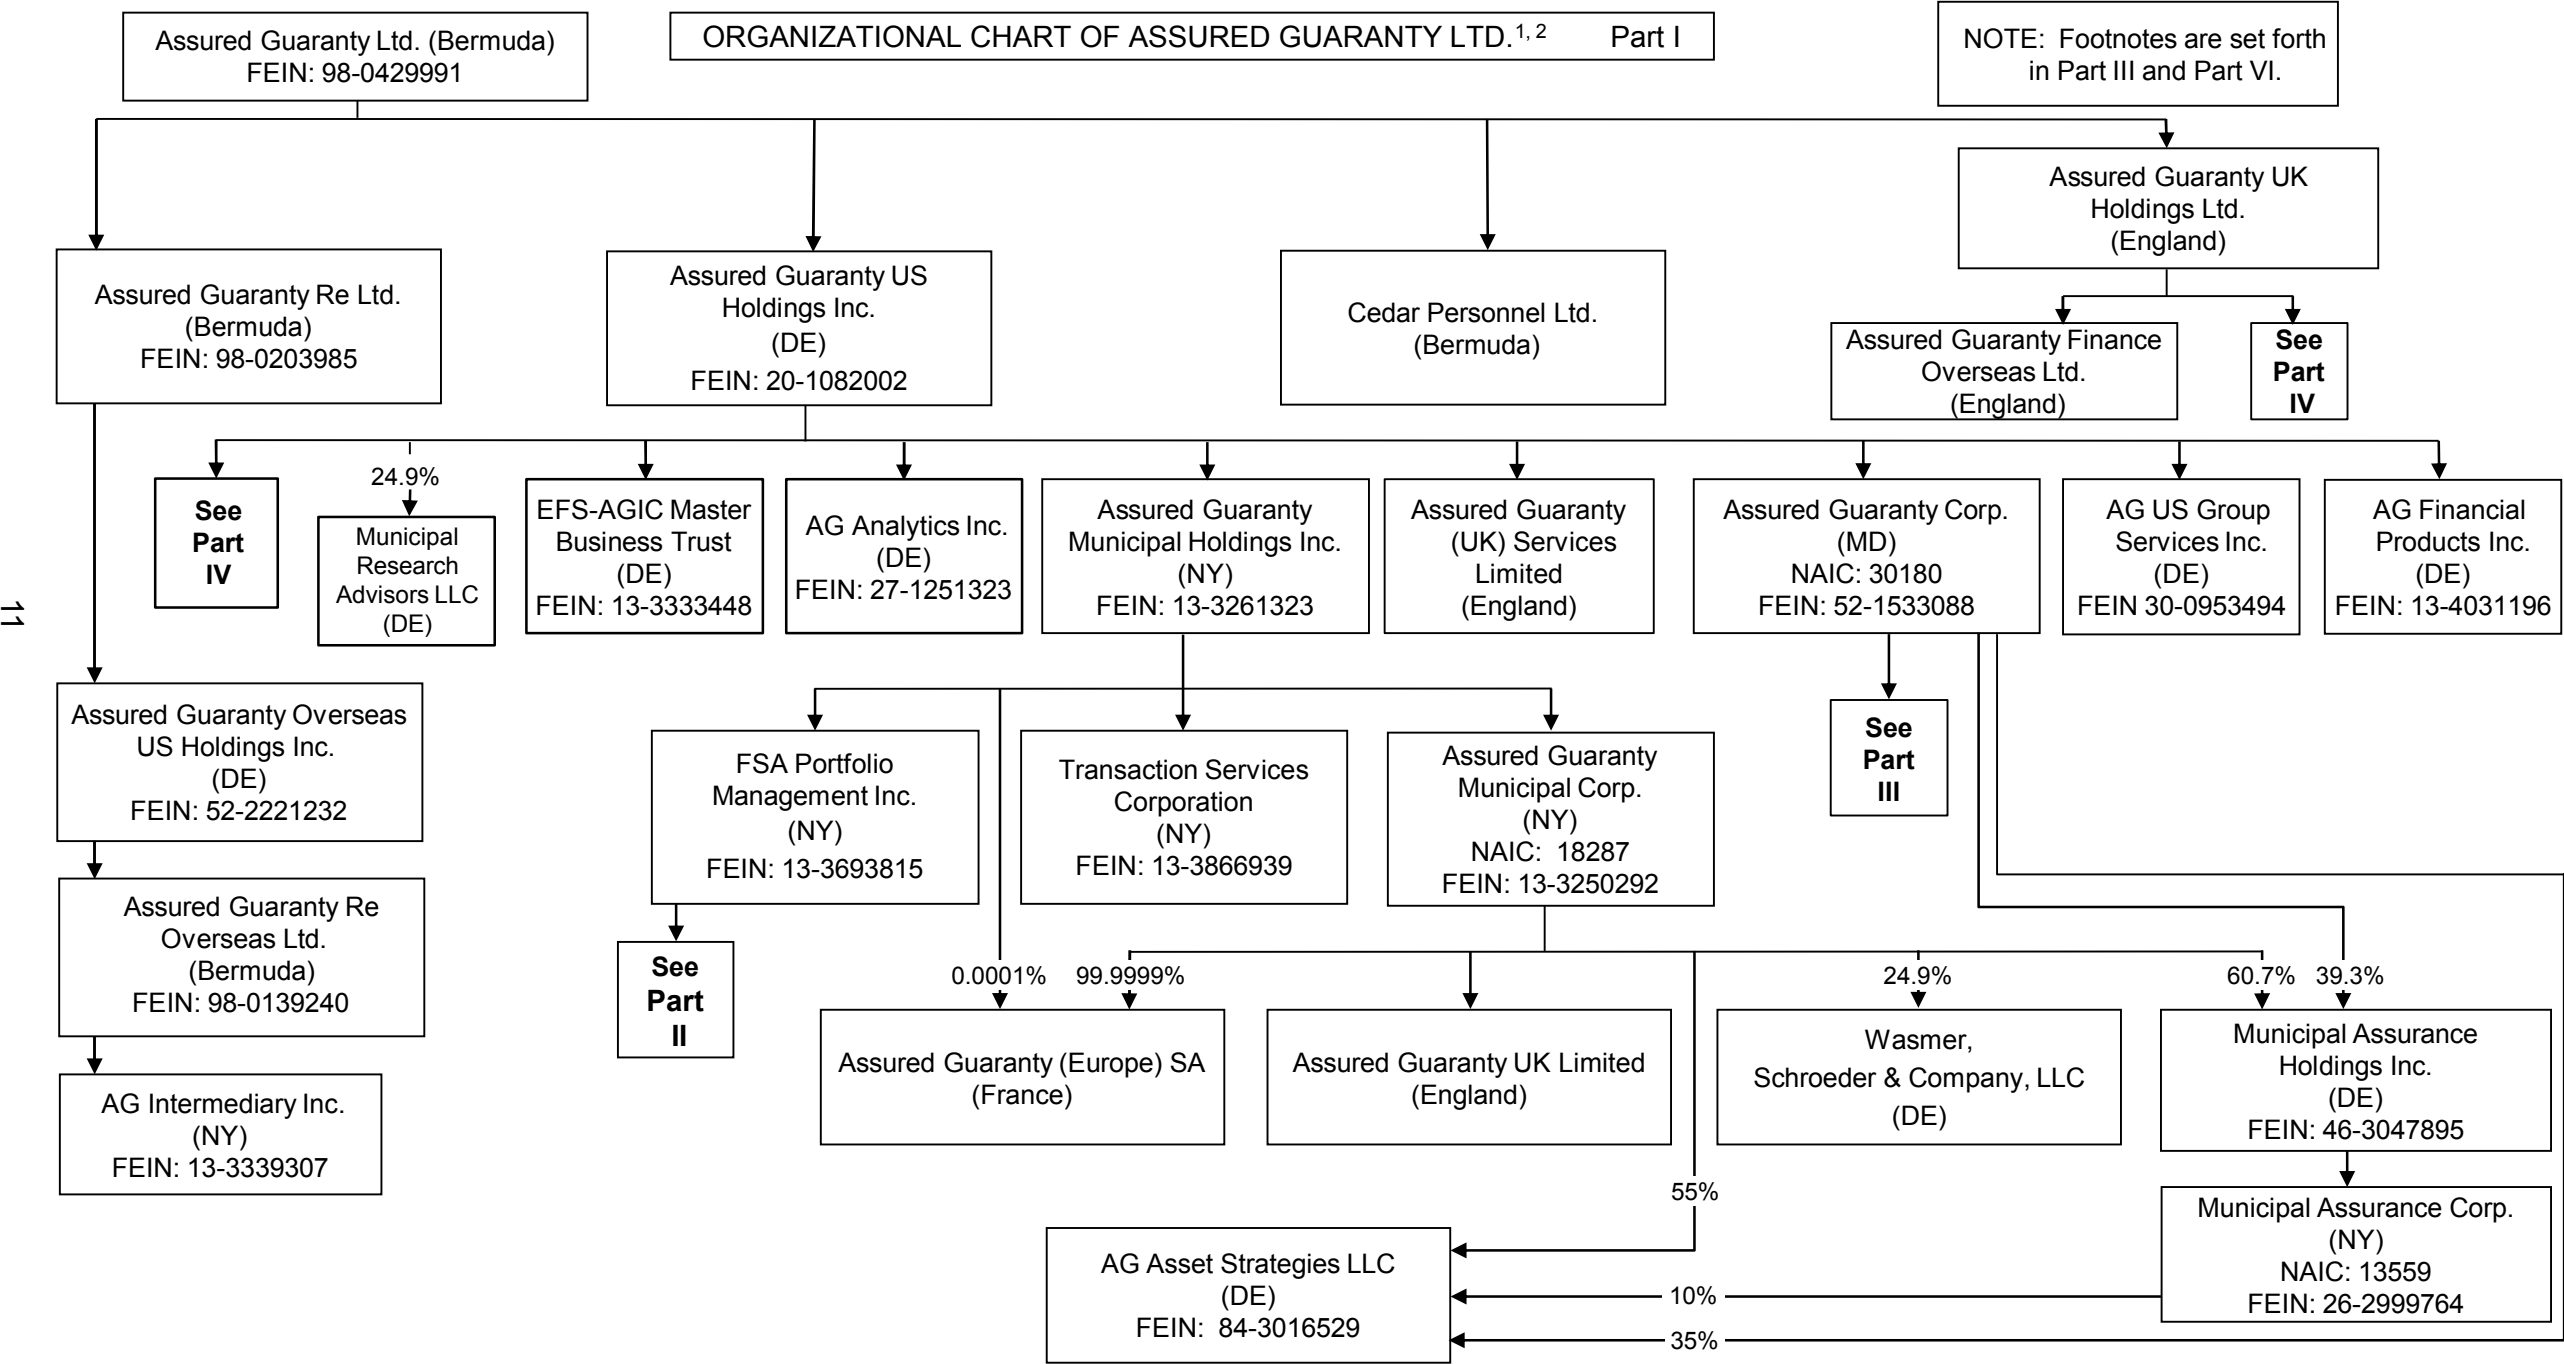 Assured Guaranty Ltd. (Bermuda)
FEIN: 98-0429991
ORGANIZATIONAL CHART OF ASSURED GUARANTY LTD.1, 2 Part I
NOTE: Footnotes are set forth
in Part III and Part VI.
Assured Guaranty UK
Holdings Ltd.
(England)
Assured Guaranty Re Ltd.
(Bermuda)
FEIN: 98-0203985
Assured Guaranty US
Holdings Inc.
(DE)
FEIN: 20-1082002
Cedar Personnel Ltd.
(Bermuda)
Assured Guaranty Finance
Overseas Ltd.
(England)
See
Part
IV
See
Part
IV
24.9%
Municipal
Research
Advisors LLC
(DE)
EFS-AGIC Master
Business Trust
(DE)
FEIN: 13-3333448
AG Analytics Inc.
(DE)
FEIN: 27-1251323
Assured Guaranty
Municipal Holdings Inc.
(NY)
FEIN: 13-3261323
Assured Guaranty
(UK) Services
Limited
(England)
Assured Guaranty Corp.
(MD)
NAIC: 30180
FEIN: 52-1533088
AG US Group
Services Inc.
(DE)
FEIN 30-0953494
AG Financial
Products Inc.
(DE)
FEIN: 13-4031196
11
Assured Guaranty Overseas
US Holdings Inc.
(DE)
FEIN: 52-2221232
FSA Portfolio
Management Inc.
(NY)
FEIN: 13-3693815
Transaction Services
Corporation
(NY)
FEIN: 13-3866939
Assured Guaranty
Municipal Corp.
(NY)
NAIC: 18287
FEIN: 13-3250292
See
Part
III
Assured Guaranty Re
Overseas Ltd.
(Bermuda)
FEIN: 98-0139240
See
Part
II
0.0001%
99.9999%
24.9%
60.7%
39.3%
Assured Guaranty (Europe) SA
(France)
Assured Guaranty UK Limited
(England)
Wasmer,
Schroeder & Company, LLC
(DE)
Municipal Assurance
Holdings Inc.
(DE)
FEIN: 46-3047895
AG Intermediary Inc.
(NY)
FEIN: 13-3339307
55%
Municipal Assurance Corp.
(NY)
NAIC: 13559
FEIN: 26-2999764
AG Asset Strategies LLC
(DE)
FEIN: 84-3016529
10%
35%